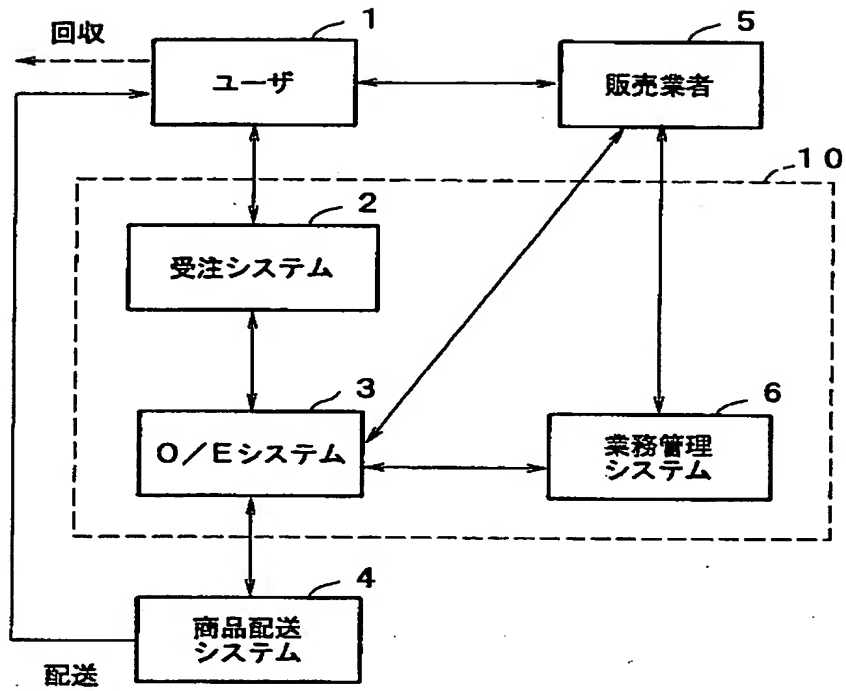 回収
1
ユーザ
5
販売業者
10
2
受注システム
3
O/Eシステム
6
業務管理
システム
4
商品配送
システム
配送